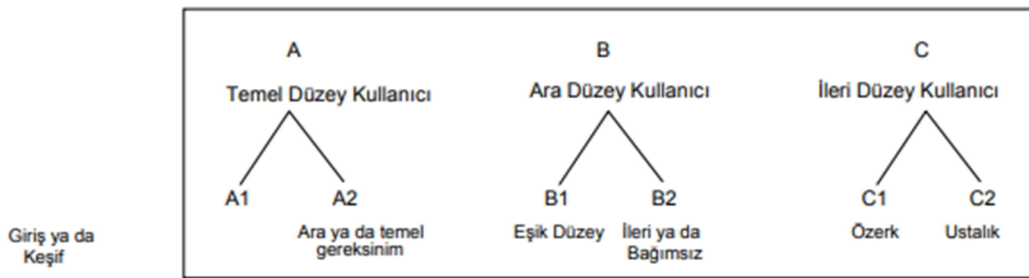 A B C
Temel Düzey Kullanıcı Ara Düzey Kullanıcı İleri Düzey Kullanıcı
A1 A2 B1 B2 C1 C2
Giriş ya da
Keşif
Ara ya da temel
gereksinim
Eşik Düzey
İleri ya da
Bağımsız
Özerk
Ustalık